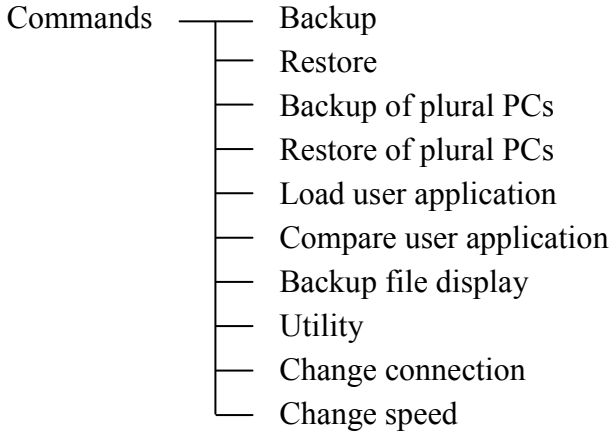 Commands Backup
Restore
Backup of plural PCs
Restore of plural PCs
Load user application
Compare user application
Backup file display
Utility
Change connection
Change speed